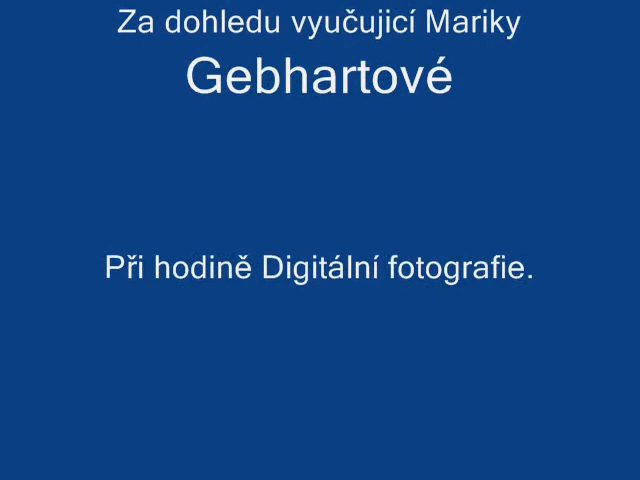 Za dohledu vyučujicí Mariky
Gebhartové
Při hodině Digitální fotografie.